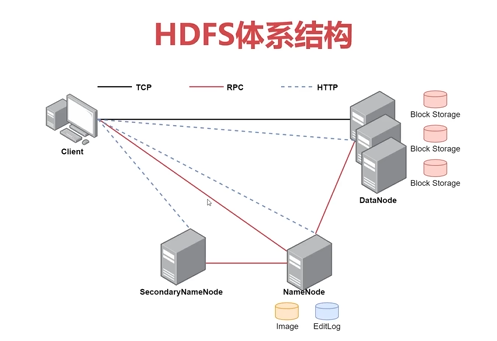 HDFS体系结构
TCP
RPC
HTTP
Client
Block Storage
Block Storage
Block Storage
DataNode
SecondaryNameNode
NameNode
Image
EditLog